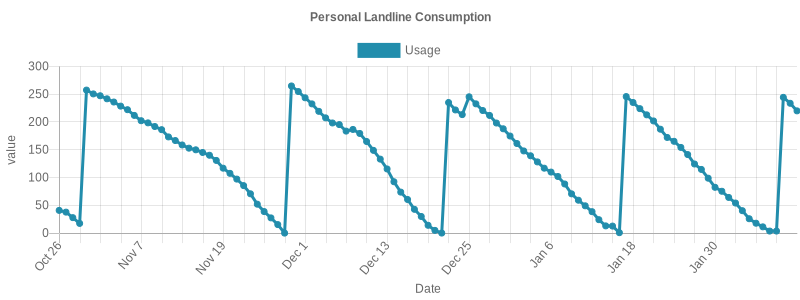 Personal Landline Consumption
Usage
300
250
200
150
100
50
0
value
Oct 26
Nov 7
Nov 19
Dec 1
Dec 13
Dec 25
Jan 6
Jan 18
Jan 30
Date